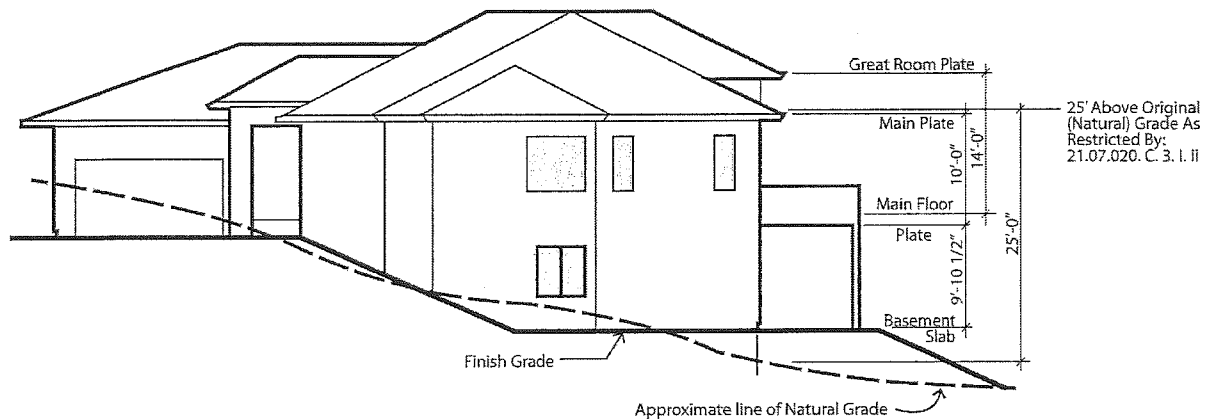 Great Room Plate
25' Above Original
(Natural) Grade As
Restricted By:
21.07.020. C. 3. I. ii
Main Plate
10'-0"
14'-0"
Main Floor
Plate
25'-0"
9'-10 1/2"
Basement
Slab
Finish Grade
Approximate line of Natural Grade